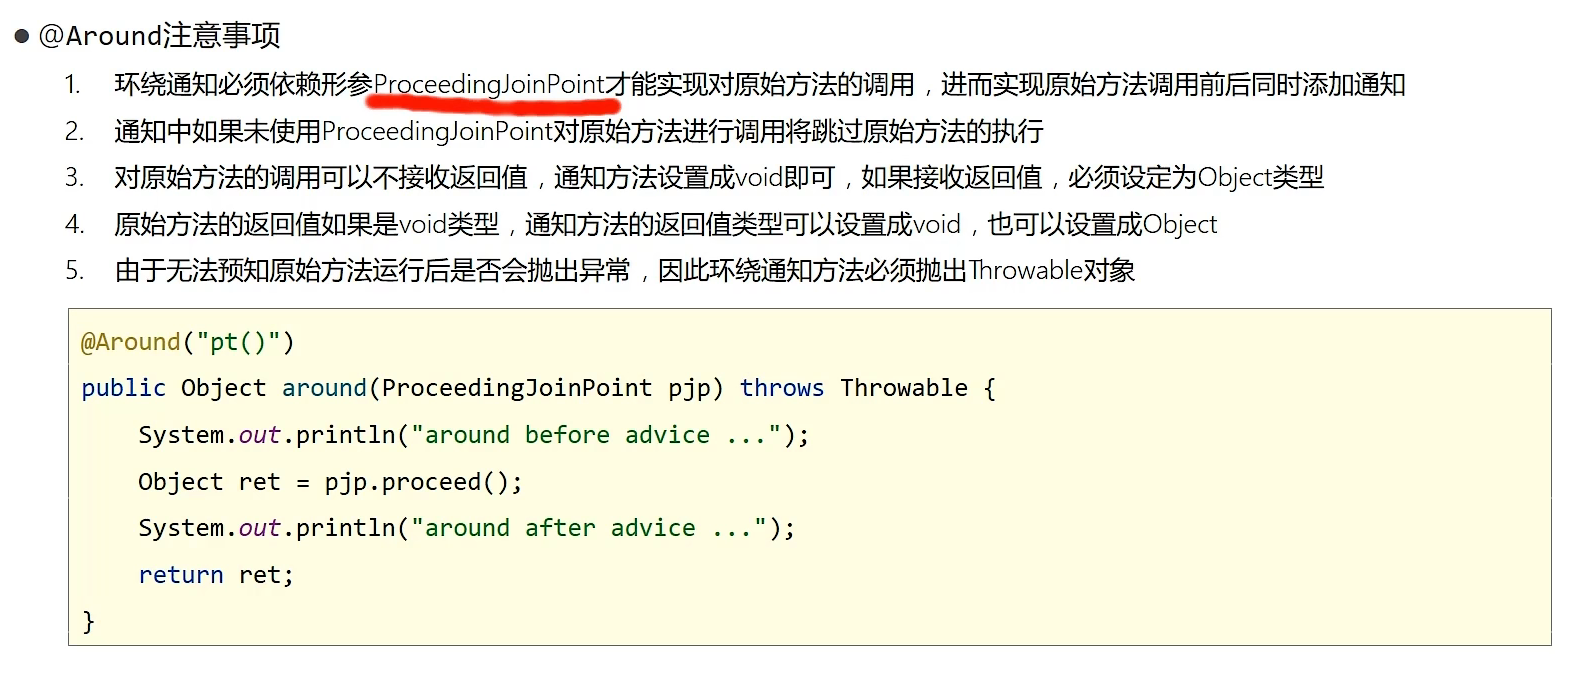 ● @Around注意事项
1. 环绕通知必须依赖形参ProceedingJoinPoint才能实现对原始方法的调用，进而实现原始方法调用前后同时添加通知
2. 通知中如果未使用ProceedingJoinPoint对原始方法进行调用将跳过原始方法的执行
3. 对原始方法的调用可以不接收返回值，通知方法设置成void即可，如果接收返回值，必须设定为Object类型
4. 原始方法的返回值如果是void类型，通知方法的返回值类型可以设置成void，也可以设置成Object
5. 由于无法预知原始方法运行后是否会抛出异常，因此环绕通知方法必须抛出Throwable对象
@Around("pt()")
public Object around(ProceedingJoinPoint pjp) throws Throwable {
    System.out.println("around before advice ...");
    Object ret = pjp.proceed();
    System.out.println("around after advice ...");
    return ret;
}